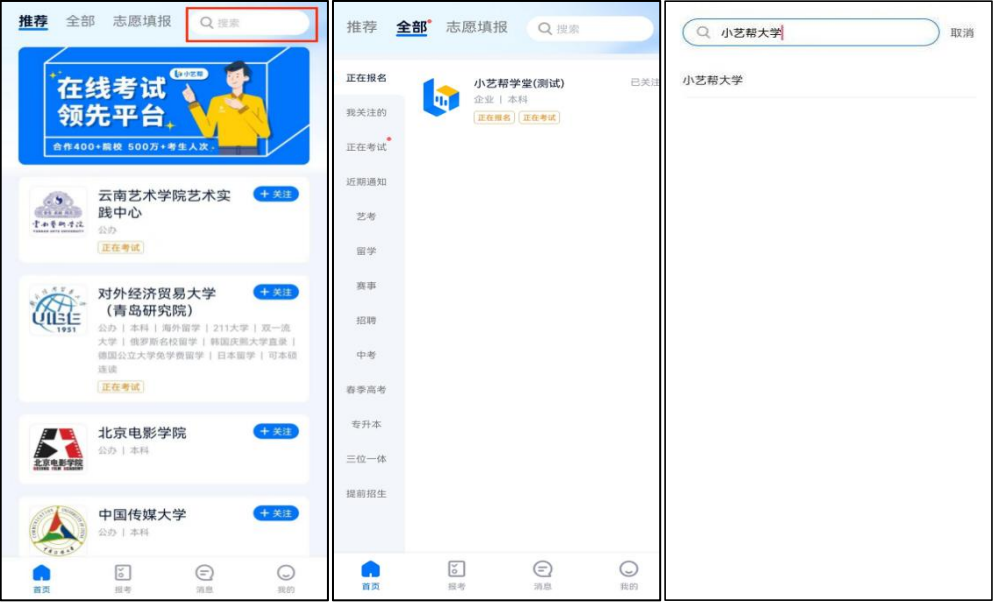 推荐 全部 志愿填报 搜索
在线考试
小艺帮
领先平台
合作400+院校 500万+考生人次
云南艺术学院艺术实
践中心
+ 关注
公办
正在考试
对外经济贸易大学
(青岛研究院)
+ 关注
UIBE
1951
公办 | 本科 | 海外留学 | 211大学 | 双一流
大学 | 俄罗斯名校留学 | 韩国庆熙大学直录 |
德国公立大学免学费留学 | 日本留学 | 可本硕
连读
正在考试
北京电影学院
+ 关注
公办 | 本科
北京电影学院
BEIJING FILM ACADEMY
中国传媒大学
+ 关注
公办 | 本科
首页 报考 消息 我的
推荐 全部 志愿填报 搜索
正在报名
我关注的
正在考试
近期通知
艺考
留学
赛事
招聘
中考
春季高考
专升本
三位一体
提前招生
小艺帮学堂(测试)
已关注
企业 | 本科
正在报名 正在考试
首页 报考 消息 我的
小艺帮大学 取消
小艺帮大学